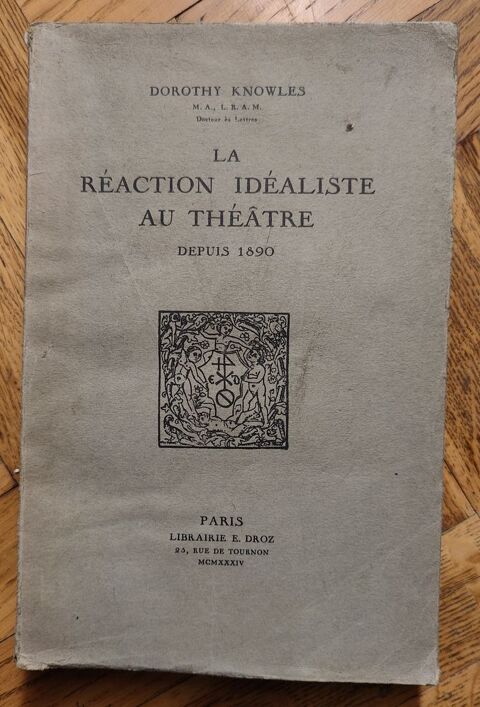 DOROTHY KNOWLES
M. A., L. R. A. M.
Docteur ès Lettres
LA
RÉACTION IDÉALISTE
AU THÉÂTRE
DEPUIS 1890
E D
PARIS
LIBRAIRIE E. DROZ
25, RUE DE TOURNON
MCMXXXIV